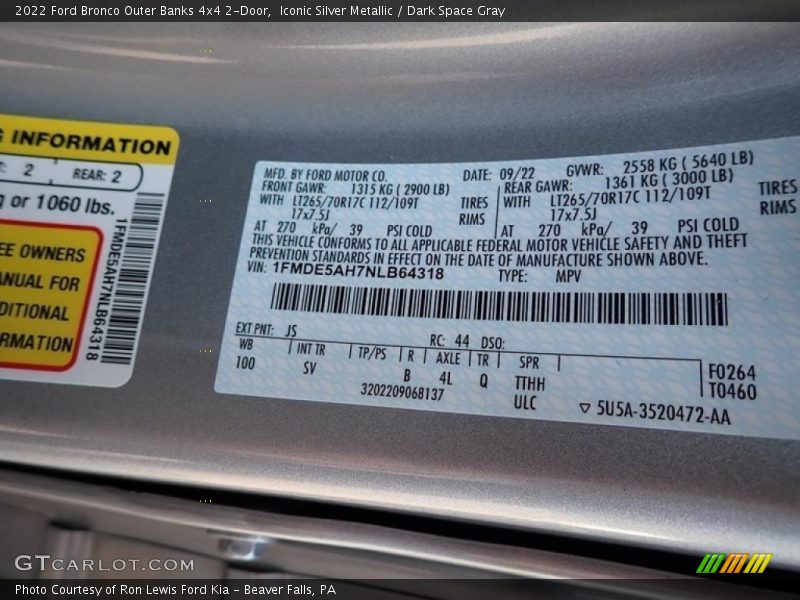 2022 Ford Bronco Outer Banks 4x4 2-Door, Iconic Silver Metallic / Dark Space Gray
INFORMATION
2 REAR: 2
or 1060 lbs.
EE OWNERS
ANUAL FOR
DITIONAL
RMATION
1FMDE5AH7NLB64318
MFD. BY FORD MOTOR CO. DATE: 09/22 GVWR: 2558 KG ( 5640 LB)
FRONT GAWR: 1315 KG ( 2900 LB) REAR GAWR: 1361 KG ( 3000 LB)
WITH LT265/70R17C 112/109T TIRES WITH LT265/70R17C 112/109T TIRES
17x7.5J RIMS 17x7.5J RIMS
AT 270 kPa/ 39 PSI COLD AT 270 kPa/ 39 PSI COLD
THIS VEHICLE CONFORMS TO ALL APPLICABLE FEDERAL MOTOR VEHICLE SAFETY AND THEFT
PREVENTION STANDARDS IN EFFECT ON THE DATE OF MANUFACTURE SHOWN ABOVE.
VIN: 1FMDE5AH7NLB64318 TYPE: MPV
EXT PNT: JS RC: 44 DSO:
WB INT TR TP/PS R AXLE TR SPR F0264
100 SV B 4L Q TTHH T0460
3202209068137 ULC ▽ 5U5A-3520472-AA
GTCARLOT.COM
Photo Courtesy of Ron Lewis Ford Kia - Beaver Falls, PA